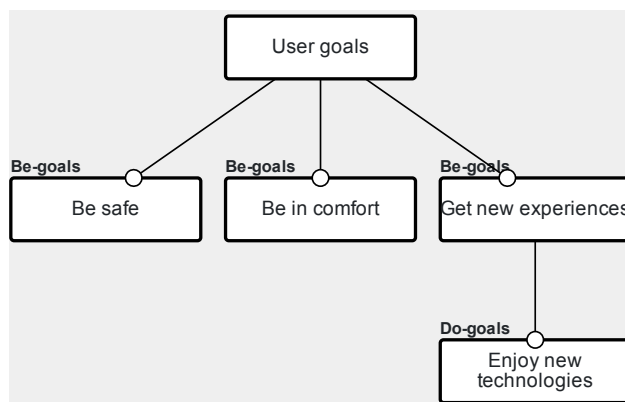 User goals
Be-goals
Be-goals
Be-goals
Be safe
Be in comfort
Get new experiences
Do-goals
Enjoy new
technologies